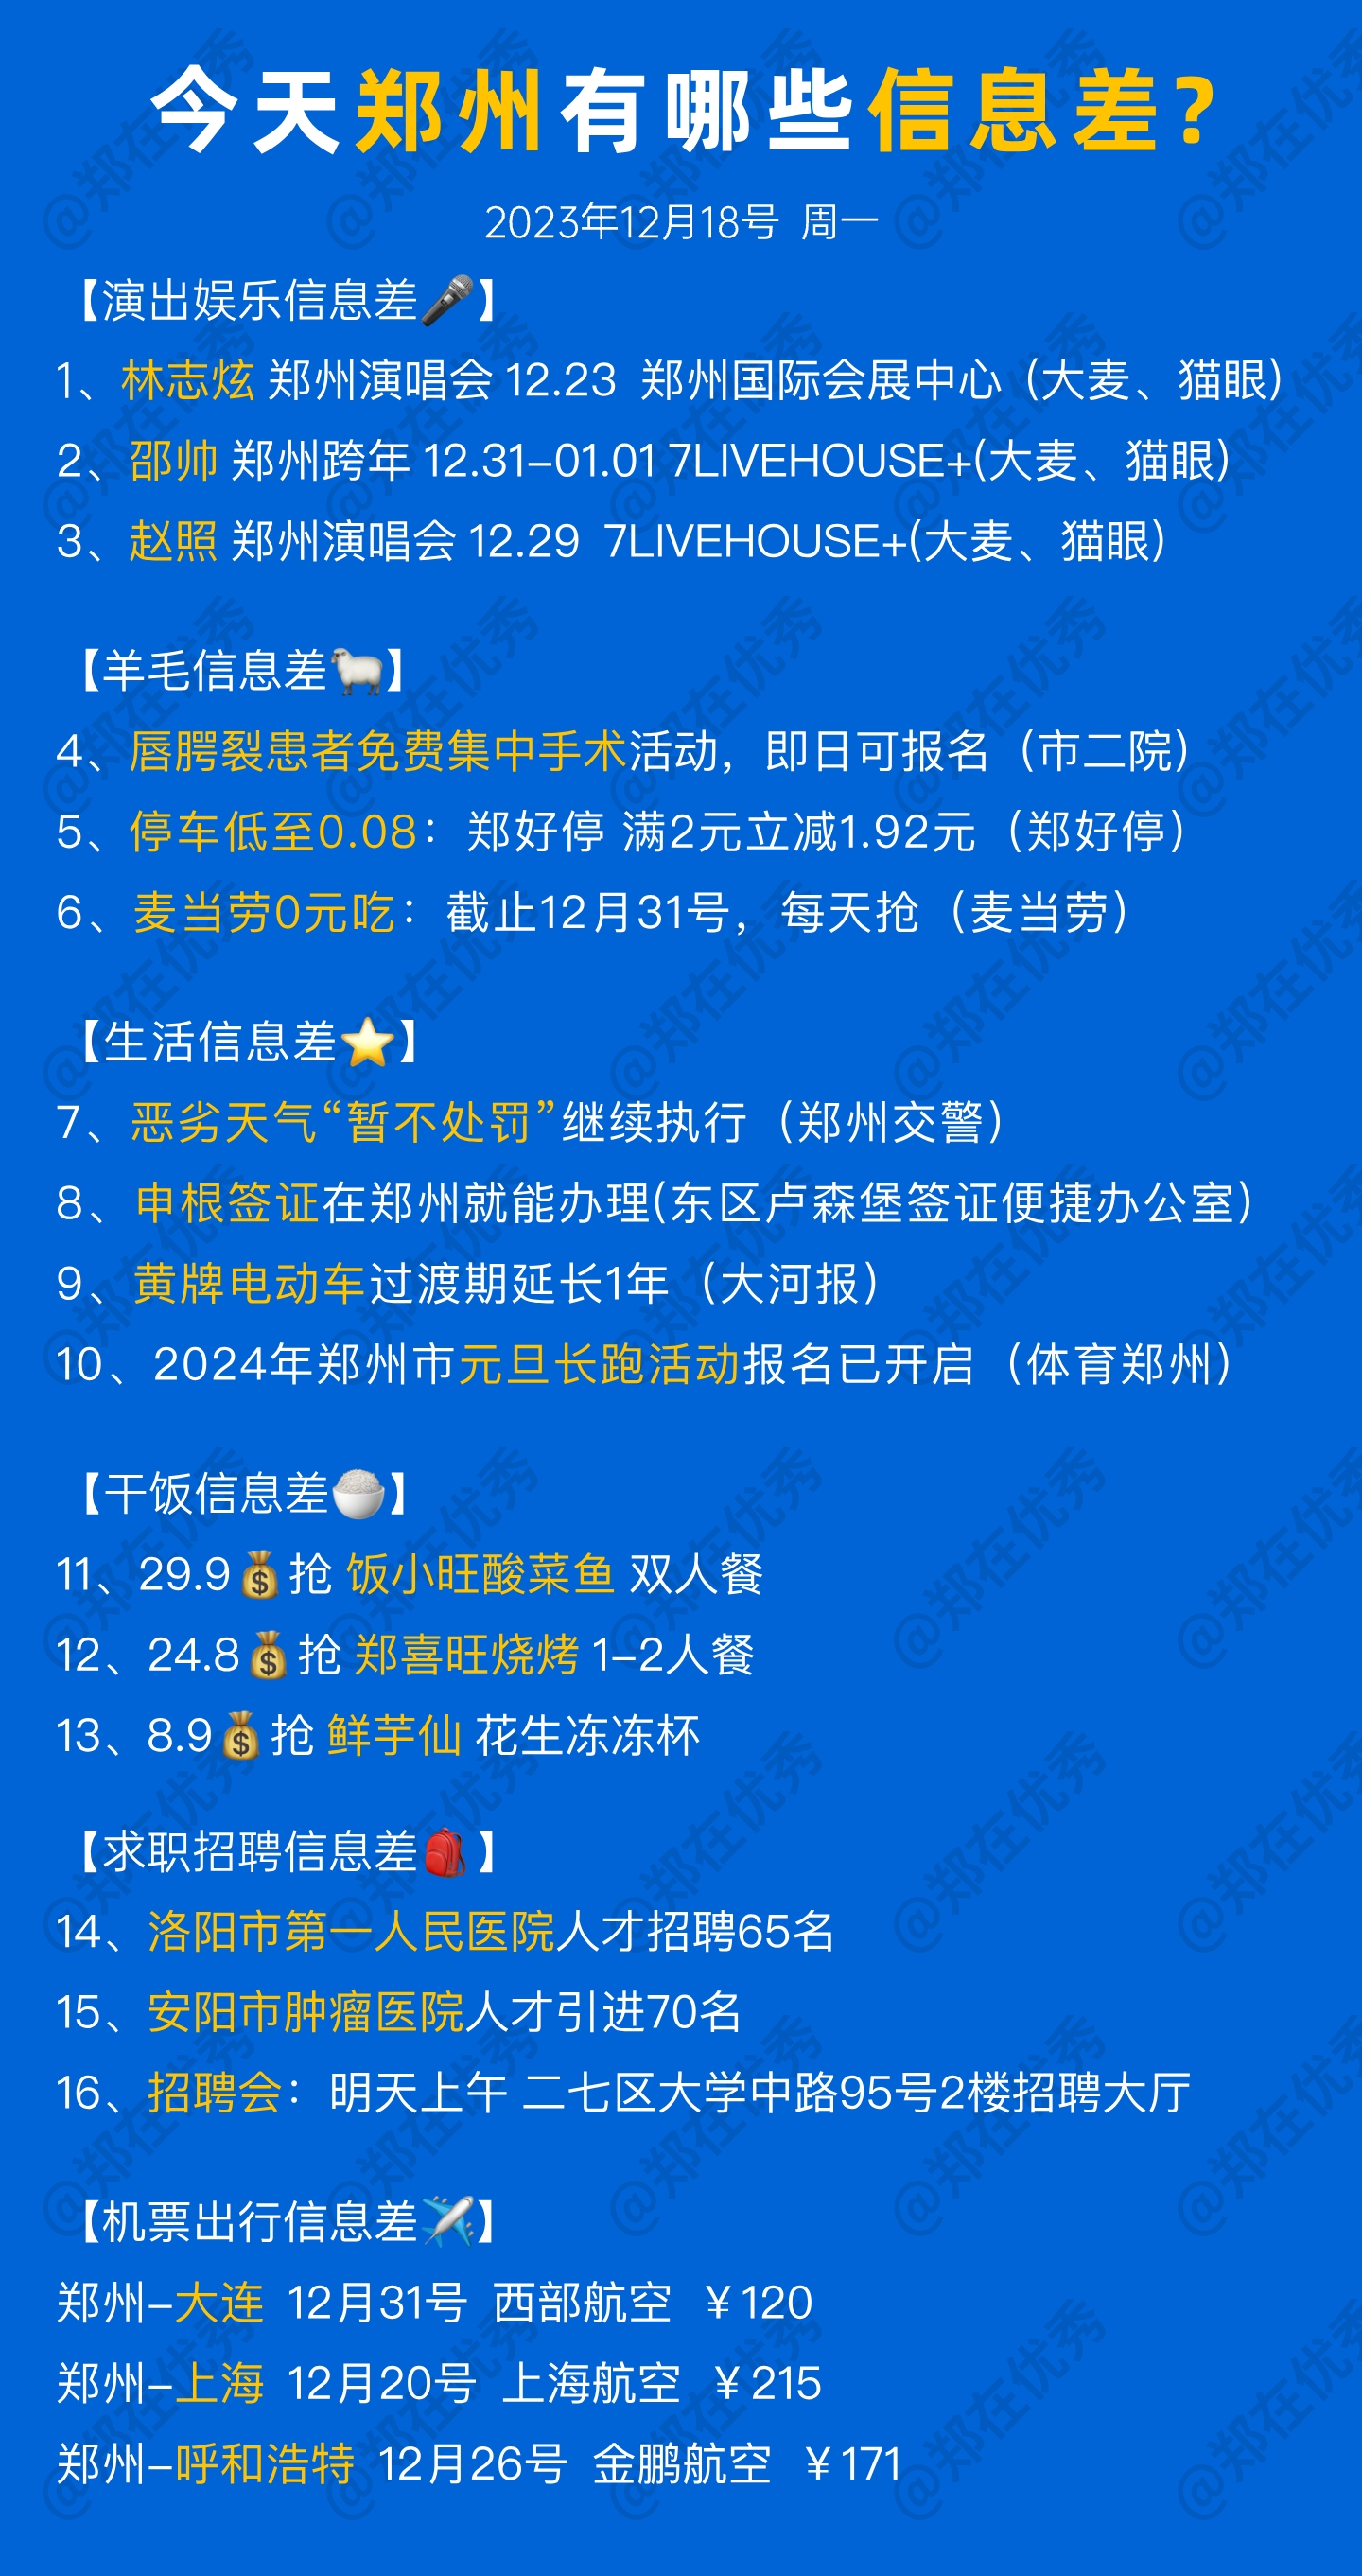 今天郑州有哪些信息差?
2023年12月18号 周一
【演出娱乐信息差🎤】
1、林志炫 郑州演唱会 12.23 郑州国际会展中心（大麦、猫眼）
2、邵帅 郑州跨年 12.31-01.01 7LIVEHOUSE+(大麦、猫眼)
3、赵照 郑州演唱会 12.29 7LIVEHOUSE+(大麦、猫眼)
【羊毛信息差🐑】
4、唇腭裂患者免费集中手术活动，即日可报名（市二院）
5、停车低至0.08：郑好停 满2元立减1.92元（郑好停）
6、麦当劳0元吃：截止12月31号，每天抢（麦当劳）
【生活信息差⭐】
7、恶劣天气“暂不处罚”继续执行（郑州交警）
8、申根签证在郑州就能办理(东区卢森堡签证便捷办公室)
9、黄牌电动车过渡期延长1年（大河报）
10、2024年郑州市元旦长跑活动报名已开启（体育郑州）
【干饭信息差🍚】
11、29.9💰抢 饭小旺酸菜鱼 双人餐
12、24.8💰抢 郑喜旺烧烤 1-2人餐
13、8.9💰抢 鲜芋仙 花生冻冻杯
【求职招聘信息差🎒】
14、洛阳市第一人民医院人才招聘65名
15、安阳市肿瘤医院人才引进70名
16、招聘会：明天上午 二七区大学中路95号2楼招聘大厅
【机票出行信息差✈️】
郑州-大连 12月31号 西部航空 ￥120
郑州-上海 12月20号 上海航空 ￥215
郑州-呼和浩特 12月26号 金鹏航空 ￥171
@郑在优秀